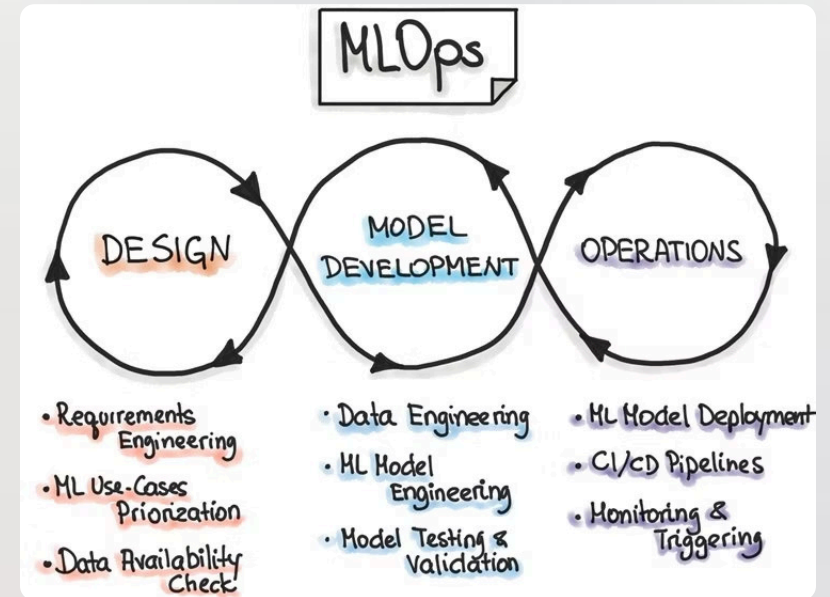 MLOps
DESIGN
MODEL
DEVELOPMENT
OPERATIONS
• Requirements
Engineering
• ML Use-Cases
Priorization
• Data Availability
Check
• Data Engineering
• ML Model
Engineering
• Model Testing &
Validation
• ML Model Deployment
• CI/CD Pipelines
• Monitoring &
Triggering